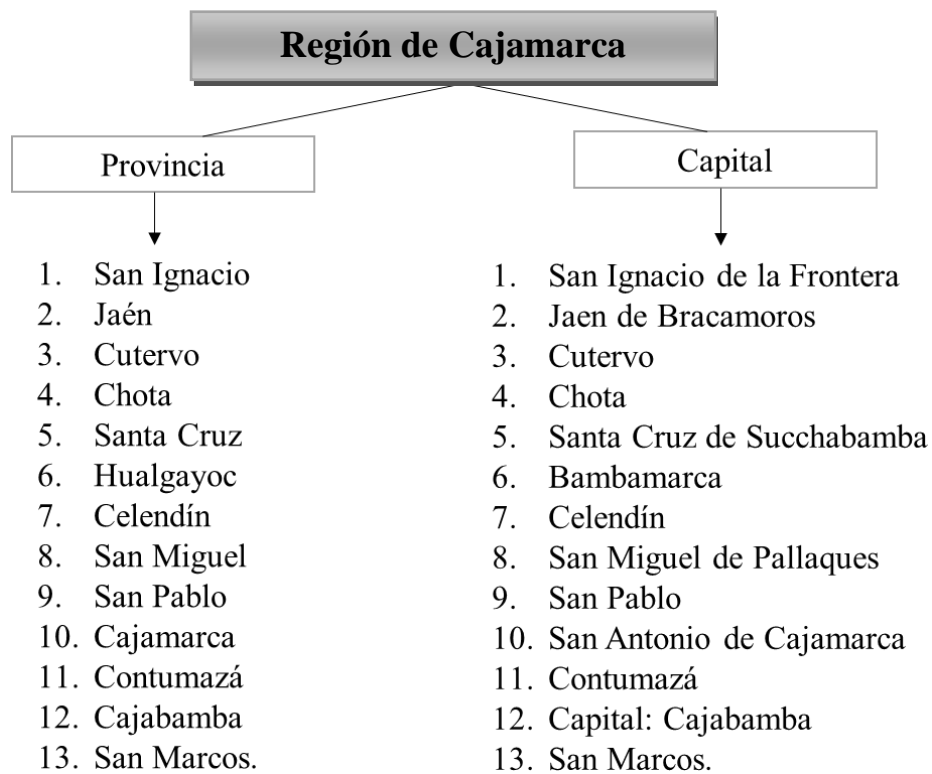 Región de Cajamarca
Provincia
1. San Ignacio
2. Jaén
3. Cutervo
4. Chota
5. Santa Cruz
6. Hualgayoc
7. Celendín
8. San Miguel
9. San Pablo
10. Cajamarca
11. Contumazá
12. Cajabamba
13. San Marcos.
Capital
1. San Ignacio de la Frontera
2. Jaen de Bracamoros
3. Cutervo
4. Chota
5. Santa Cruz de Succhabamba
6. Bambamarca
7. Celendín
8. San Miguel de Pallaques
9. San Pablo
10. San Antonio de Cajamarca
11. Contumazá
12. Capital: Cajabamba
13. San Marcos.